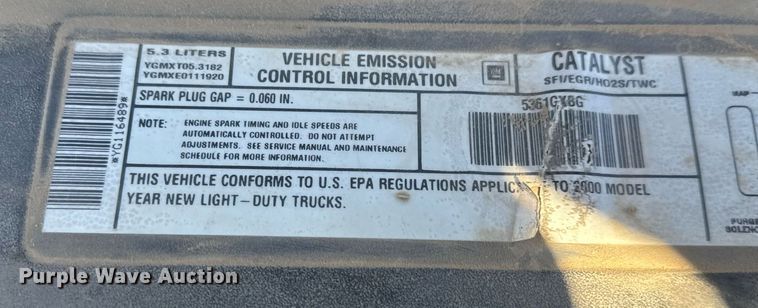 *YG116489*
5.3 LITERS
YGMXT05.3182
YGMXE0111920
VEHICLE EMISSION
CONTROL INFORMATION
GM
CATALYST
SFI/EGR/HO2S/TWC
SPARK PLUG GAP = 0.060 IN.
NOTE: ENGINE SPARK TIMING AND IDLE SPEEDS ARE
AUTOMATICALLY CONTROLLED. DO NOT ATTEMPT
ADJUSTMENTS. SEE SERVICE MANUAL AND MAINTENANCE
SCHEDULE FOR MORE INFORMATION.
THIS VEHICLE CONFORMS TO U.S. EPA REGULATIONS TO 2000 MODEL
YEAR NEW LIGHT-DUTY TRUCKS.
PURGE
Purple Wave Auction